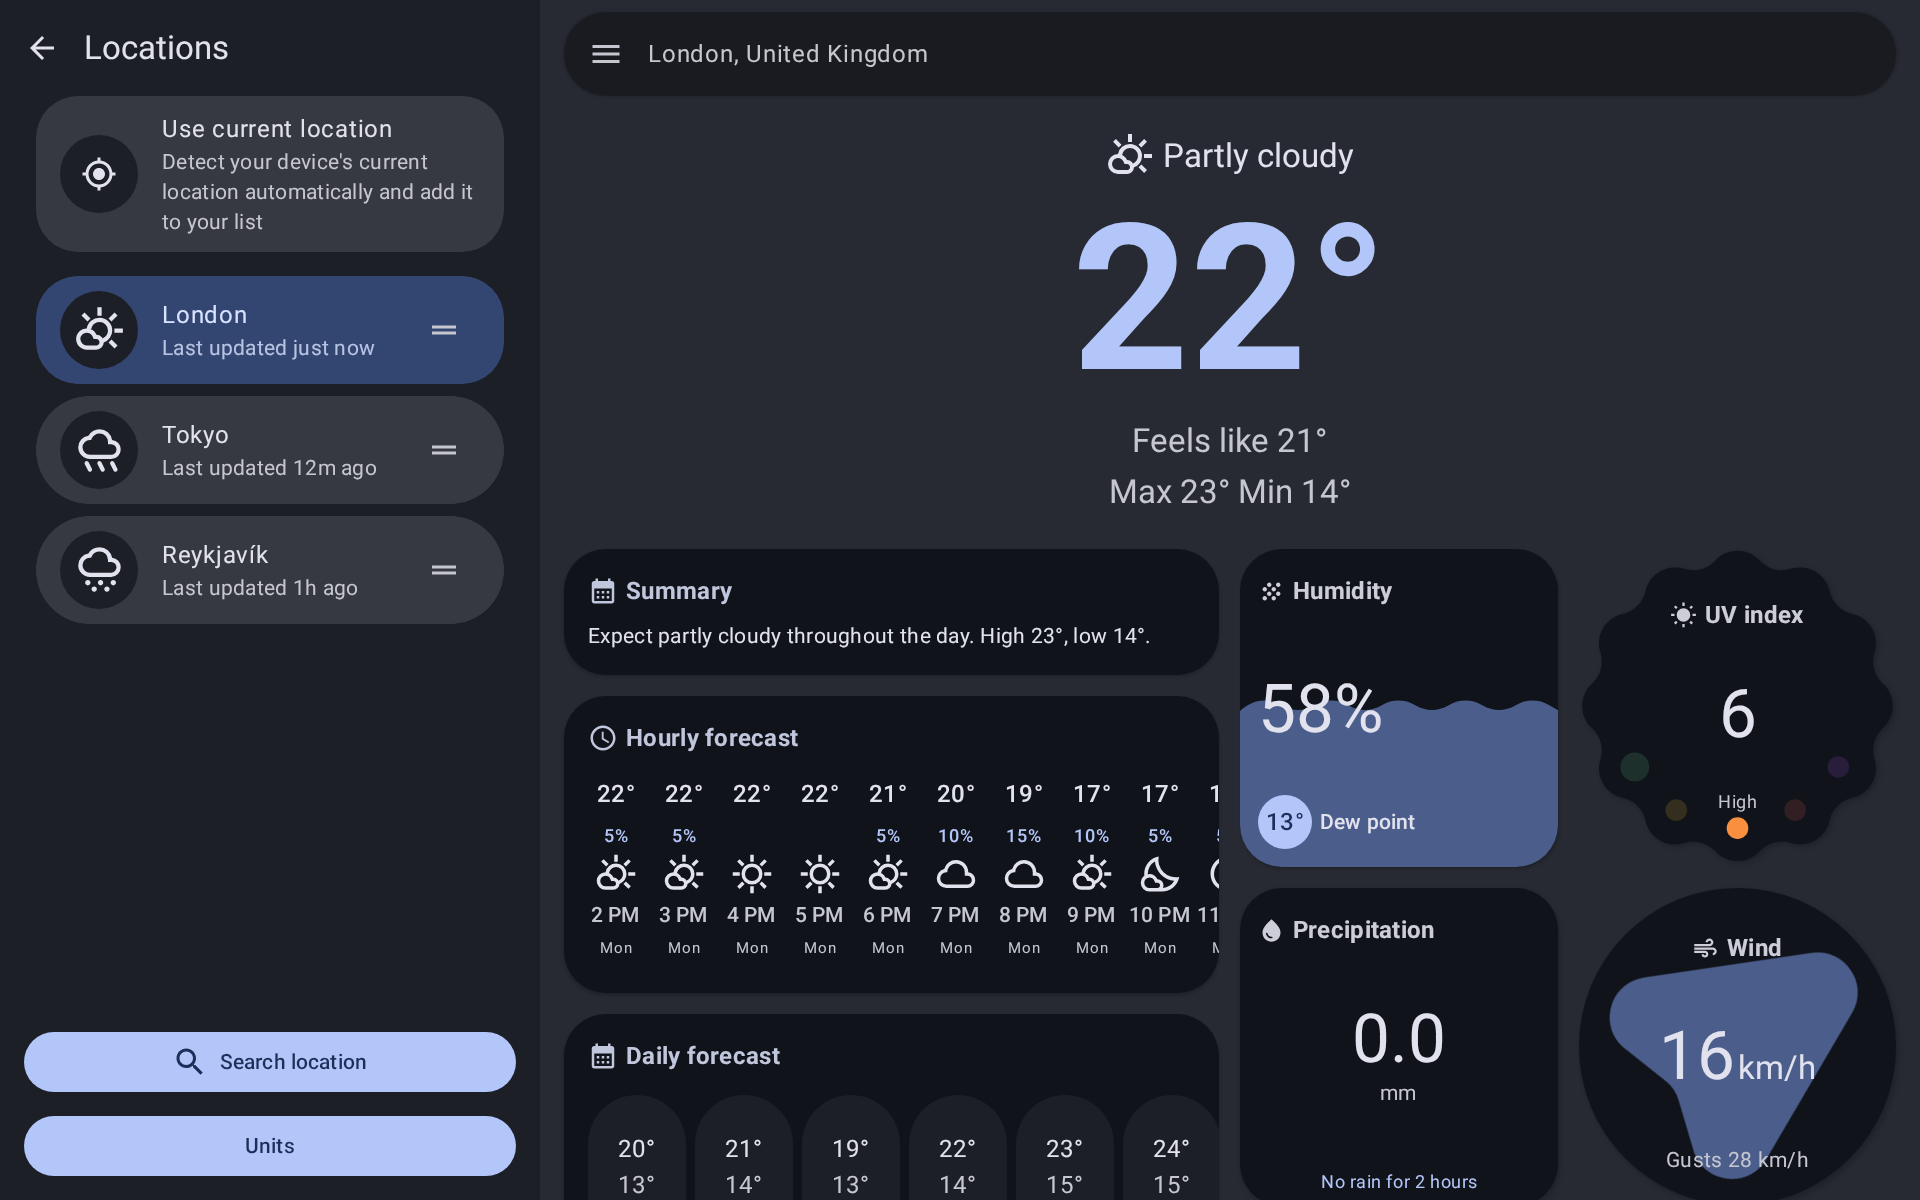 Locations
Use current location
Detect your device's current
location automatically and add it
to your list
London
Last updated just now
Tokyo
Last updated 12m ago
Reykjavík
Last updated 1h ago
Search location
Units
London, United Kingdom
Partly cloudy
22°
Feels like 21°
Max 23° Min 14°
Summary
Expect partly cloudy throughout the day. High 23°, low 14°.
Hourly forecast
22° 22° 22° 22° 21° 20° 19° 17° 17°
5% 5% 5% 10% 15% 10% 5%
2 PM 3 PM 4 PM 5 PM 6 PM 7 PM 8 PM 9 PM 10 PM 11
Mon Mon Mon Mon Mon Mon Mon Mon Mon
Daily forecast
20° 21° 19° 22° 23° 24°
13° 14° 13° 14° 15° 15°
Humidity
58%
13° Dew point
UV index
6
High
Precipitation
0.0
mm
No rain for 2 hours
Wind
16 km/h
Gusts 28 km/h